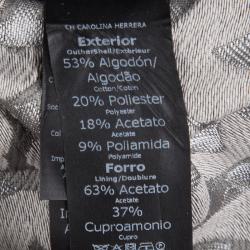 CH CAROLINA HERRERA
Exterior
OutherShell/Extérieur
53% Algodón/
Algodão
Cotton/Coton
20% Poliester
Polyester
18% Acetato
Acetate
9% Poliamida
Polyamide
Forro
Lining/Doublure
63% Acetato
Acetate
37%
Cuproamonio
Cupro